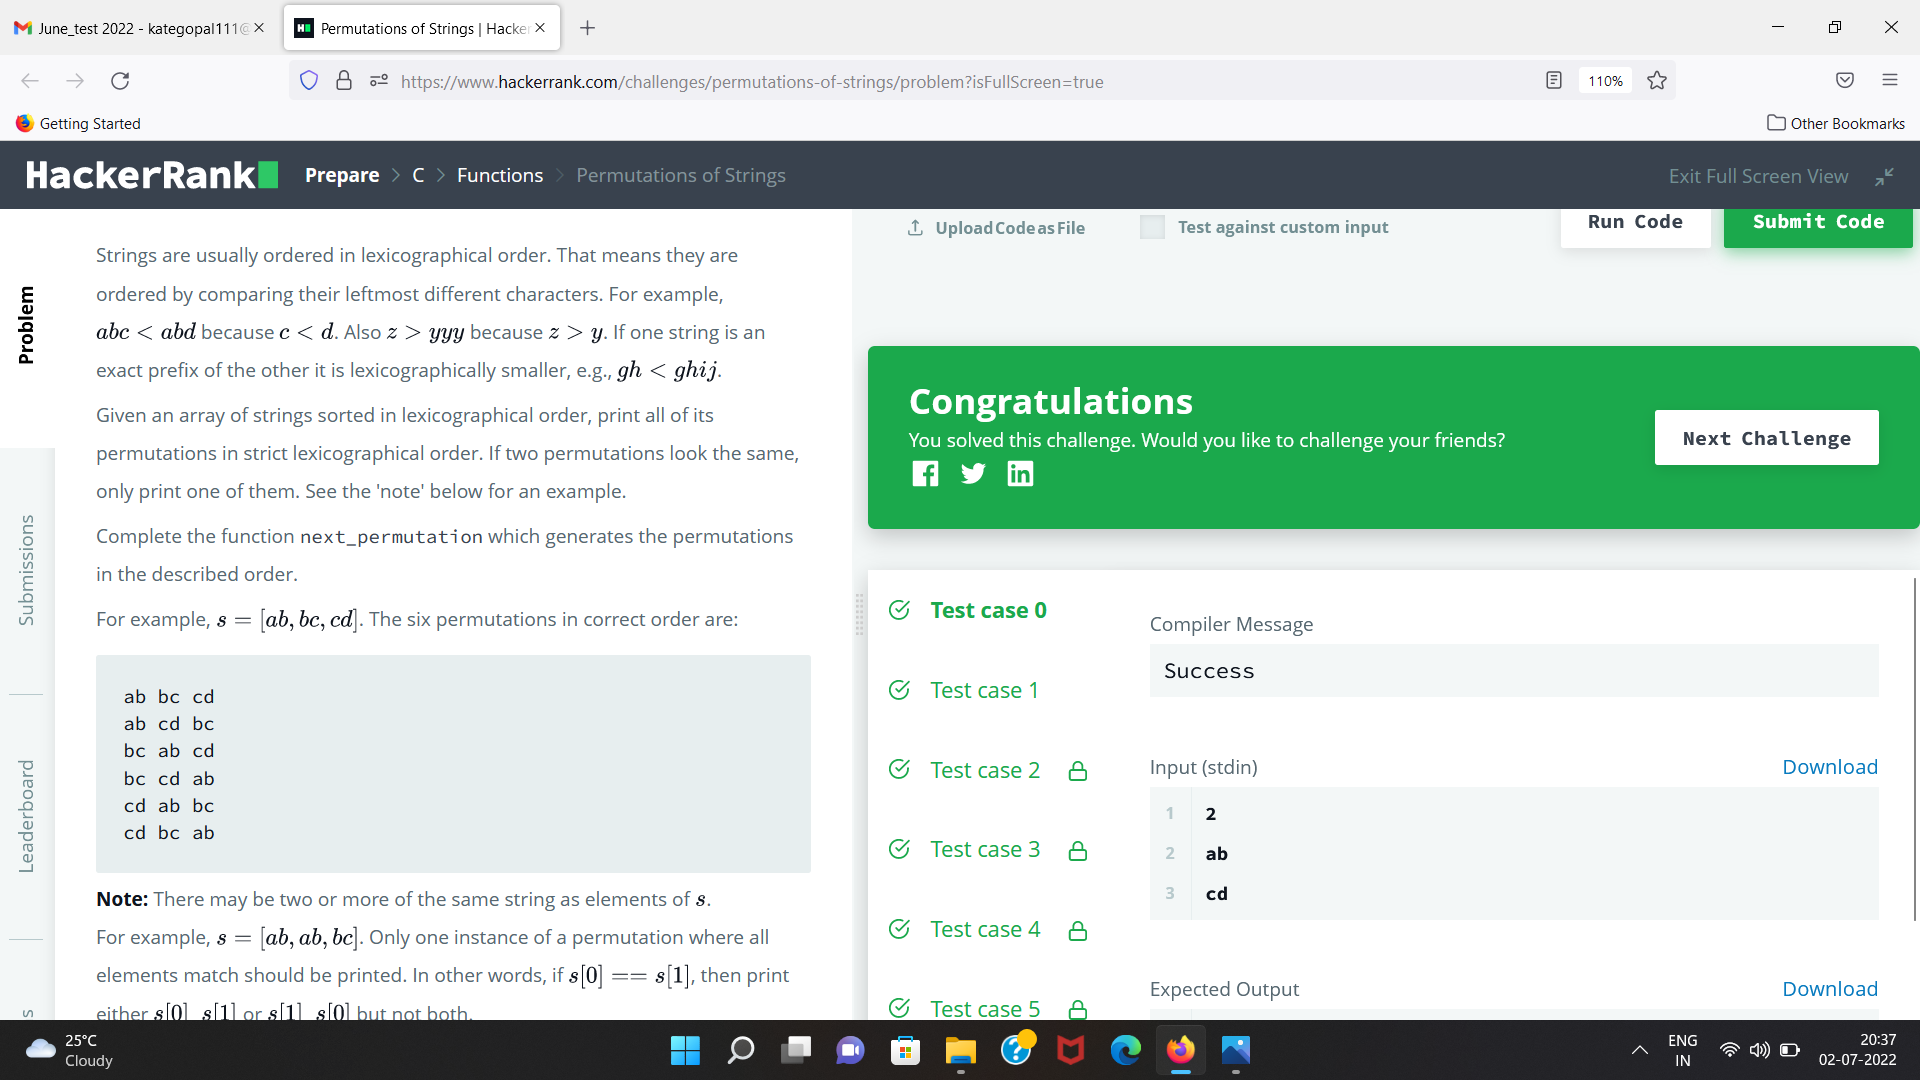 June_test 2022 - kategopal111@
Permutations of Strings | Hacke
https://www.hackerrank.com/challenges/permutations-of-strings/problem?isFullScreen=true
110%
Getting Started
Other Bookmarks
HackerRank
Prepare > C > Functions > Permutations of Strings
Exit Full Screen View
Problem
Submissions
Leaderboard
Strings are usually ordered in lexicographical order. That means they are
ordered by comparing their leftmost different characters. For example,
abc < abd because c < d. Also z > yyy because z > y. If one string is an
exact prefix of the other it is lexicographically smaller, e.g., gh < ghij.
Given an array of strings sorted in lexicographical order, print all of its
permutations in strict lexicographical order. If two permutations look the same,
only print one of them. See the 'note' below for an example.
Complete the function next_permutation which generates the permutations
in the described order.
For example, s = [ab, bc, cd]. The six permutations in correct order are:
ab bc cd
ab cd bc
bc ab cd
bc cd ab
cd ab bc
cd bc ab
Note: There may be two or more of the same string as elements of s.
For example, s = [ab, ab, bc]. Only one instance of a permutation where all
elements match should be printed. In other words, if s[0] == s[1], then print
either s[0] s[1] or s[1] s[0] but not both.
Upload Code as File
Test against custom input
Run Code
Submit Code
Congratulations
You solved this challenge. Would you like to challenge your friends?
Next Challenge
Test case 0
Test case 1
Test case 2
Test case 3
Test case 4
Test case 5
Compiler Message
Success
Input (stdin)
Download
1 2
2 ab
3 cd
Expected Output
Download
25°C
Cloudy
ENG
IN
20:37
02-07-2022